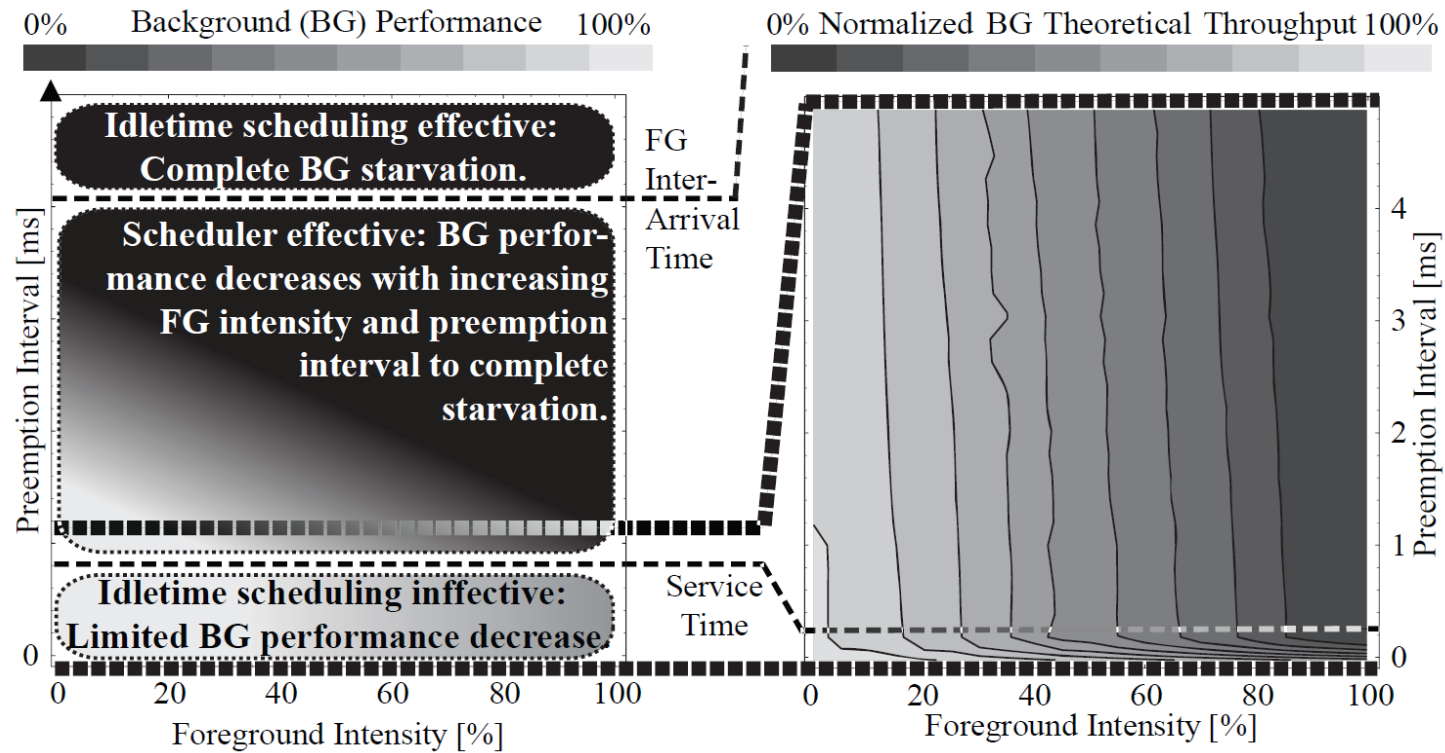 Background (BG) Performance
0% 100%
Idletime scheduling effective:
Complete BG starvation.
Scheduler effective: BG perfor-
mance decreases with increasing
FG intensity and preemption
interval to complete
starvation.
Idletime scheduling inffective:
Limited BG performance decrease.
Preemption Interval [ms]
0
0 20 40 60 80 100
Foreground Intensity [%]
FG
Inter-
Arrival
Time
Service
Time
0% Normalized BG Theoretical Throughput 100%
4
3
2
1
0
Preemption Interval [ms]
0 20 40 60 80 100
Foreground Intensity [%]